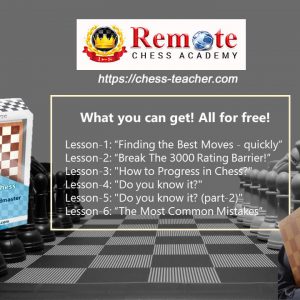 Remote
CHESS ACADEMY
https://chess-teacher.com
What you can get! All for free!
Lesson-1: "Finding the Best Moves - quickly"
Lesson-2: "Break The 3000 Rating Barrier!"
Lesson-3: "How to Progress in Chess?"
Lesson-4: "Do you know it?"
Lesson-5: "Do you know it? (part-2)"
Lesson-6: "The Most Common Mistakes"